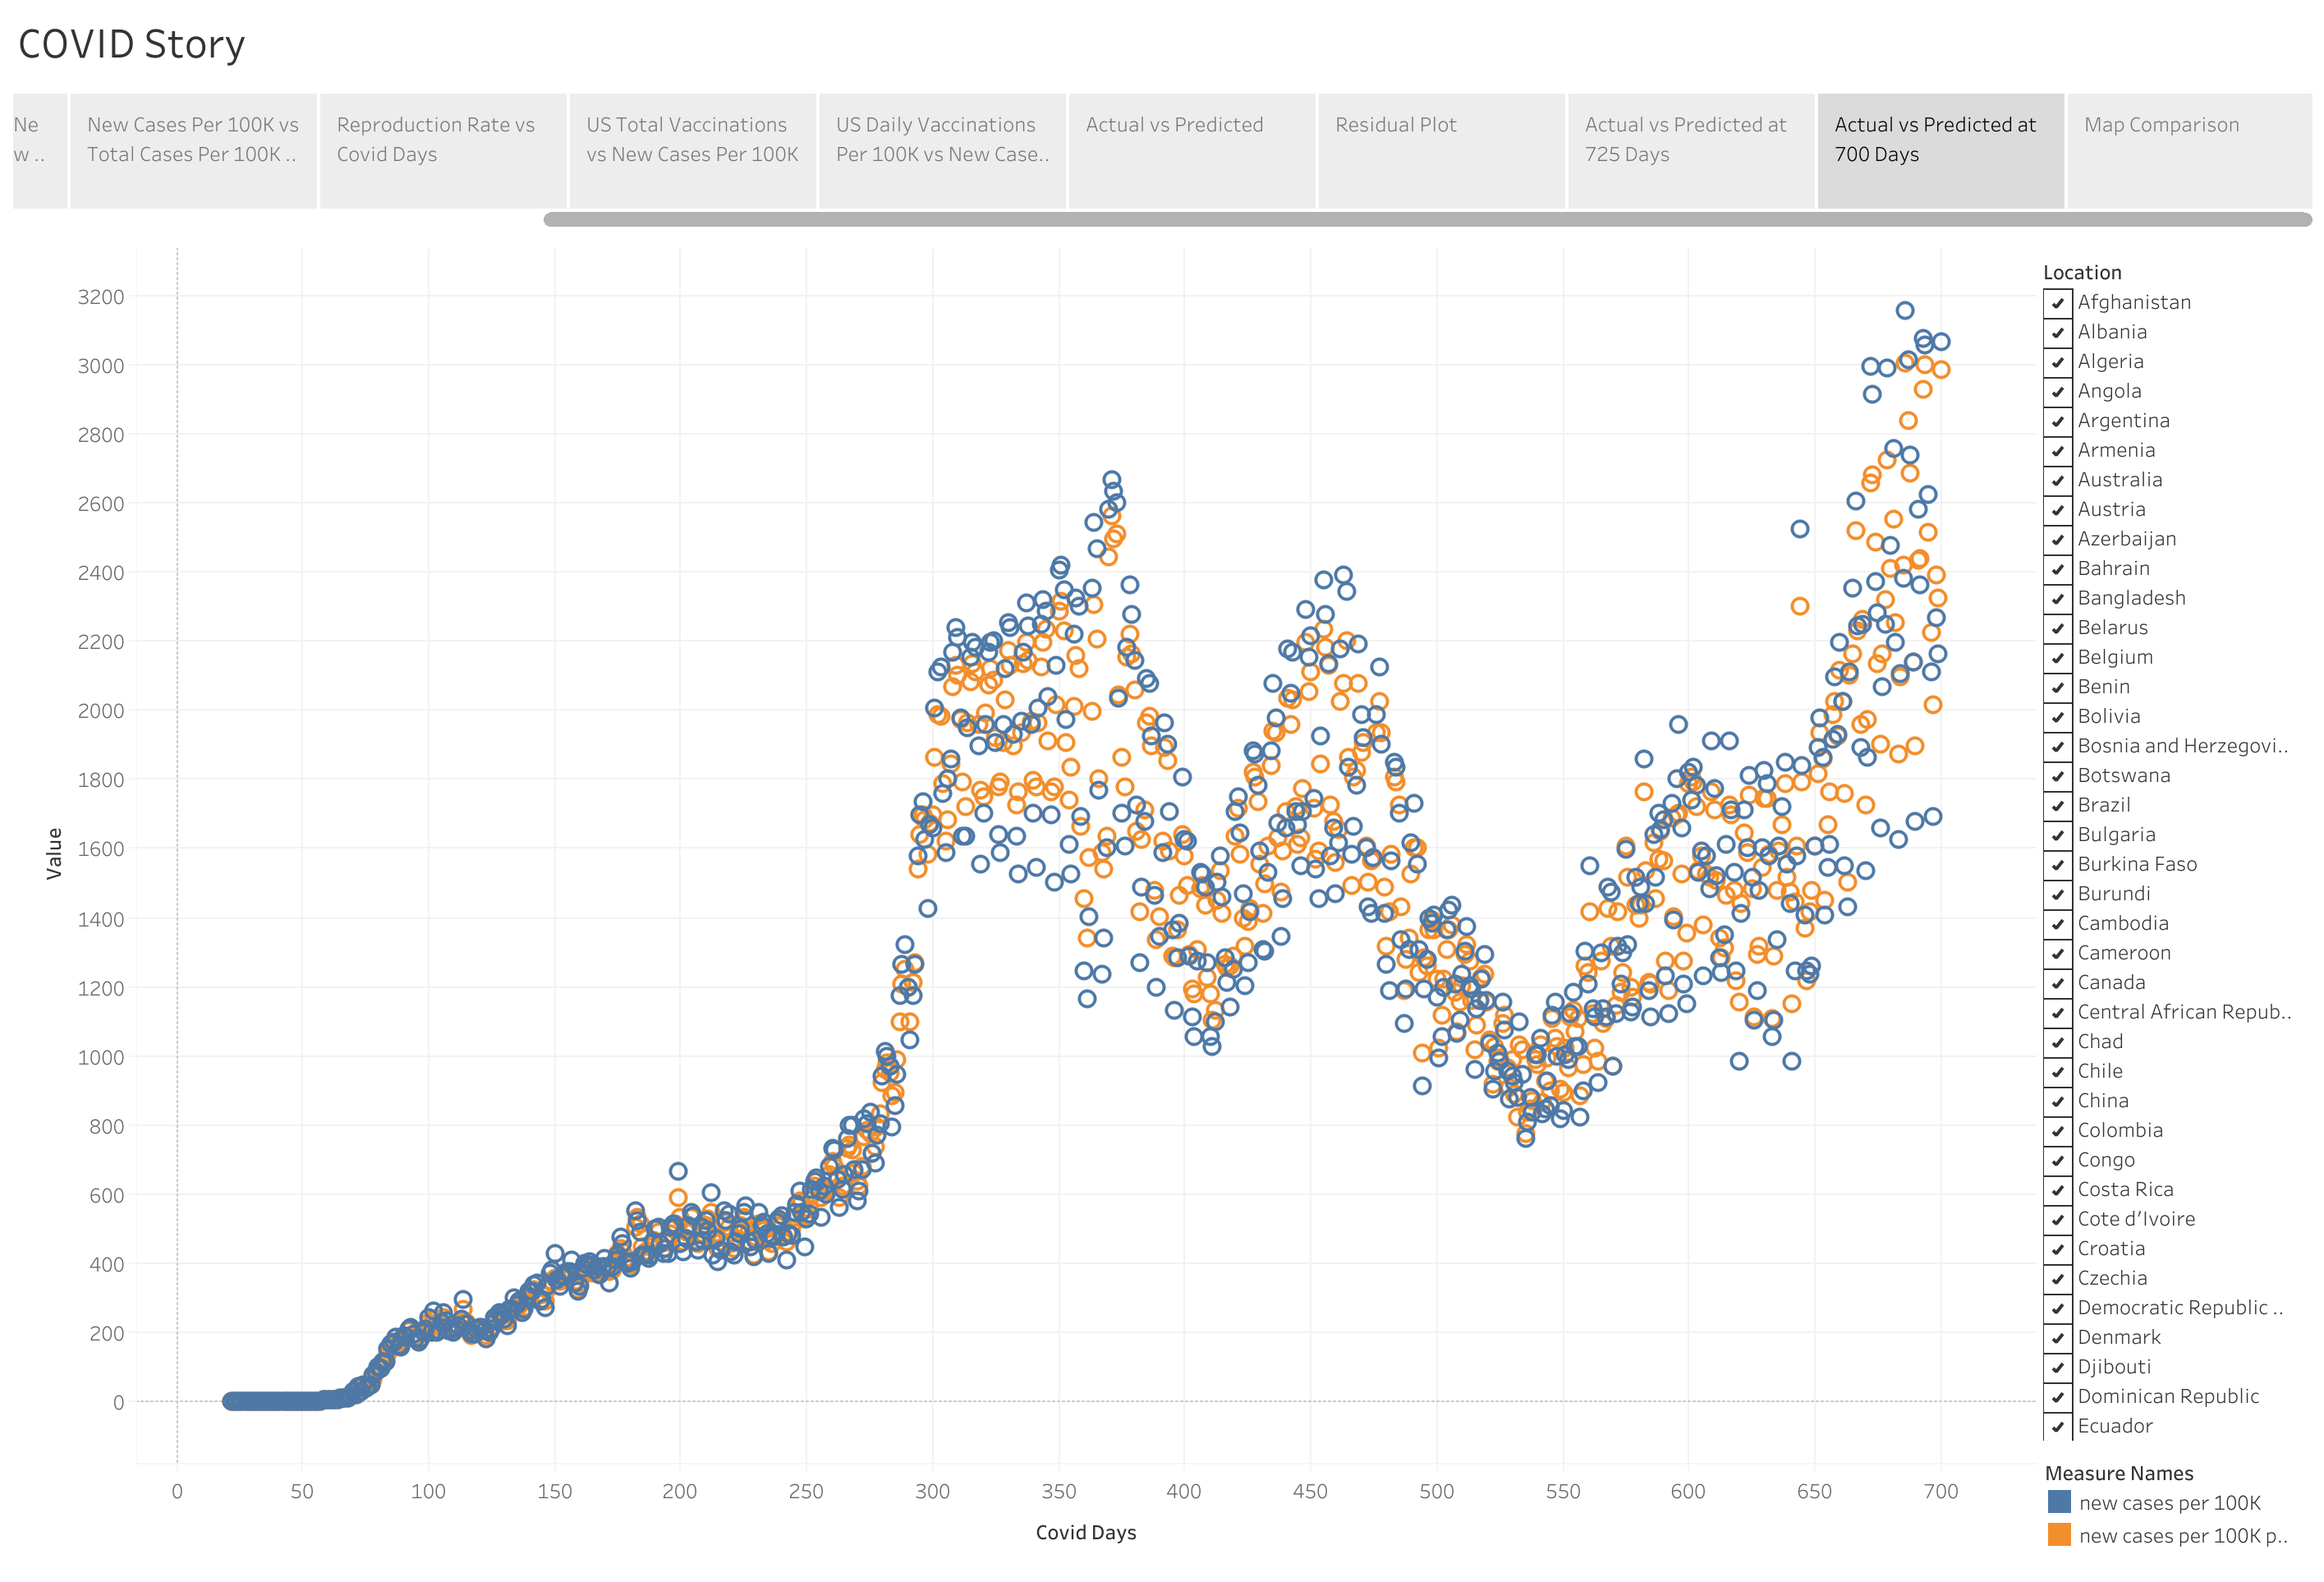 COVID Story
Ne
w ..
New Cases Per 100K vs
Total Cases Per 100K ..
Reproduction Rate vs
Covid Days
US Total Vaccinations
vs New Cases Per 100K
US Daily Vaccinations
Per 100K vs New Case..
Actual vs Predicted
Residual Plot
Actual vs Predicted at
725 Days
Actual vs Predicted at
700 Days
Map Comparison
3200
3000
2800
2600
2400
2200
2000
1800
1600
1400
1200
1000
800
600
400
200
0
Value
0 50 100 150 200 250 300 350 400 450 500 550 600 650 700
Covid Days
Location
Afghanistan
Albania
Algeria
Angola
Argentina
Armenia
Australia
Austria
Azerbaijan
Bahrain
Bangladesh
Belarus
Belgium
Benin
Bolivia
Bosnia and Herzegovi..
Botswana
Brazil
Bulgaria
Burkina Faso
Burundi
Cambodia
Cameroon
Canada
Central African Repub..
Chad
Chile
China
Colombia
Congo
Costa Rica
Cote d’Ivoire
Croatia
Czechia
Democratic Republic ..
Denmark
Djibouti
Dominican Republic
Ecuador
Measure Names
new cases per 100K
new cases per 100K p..